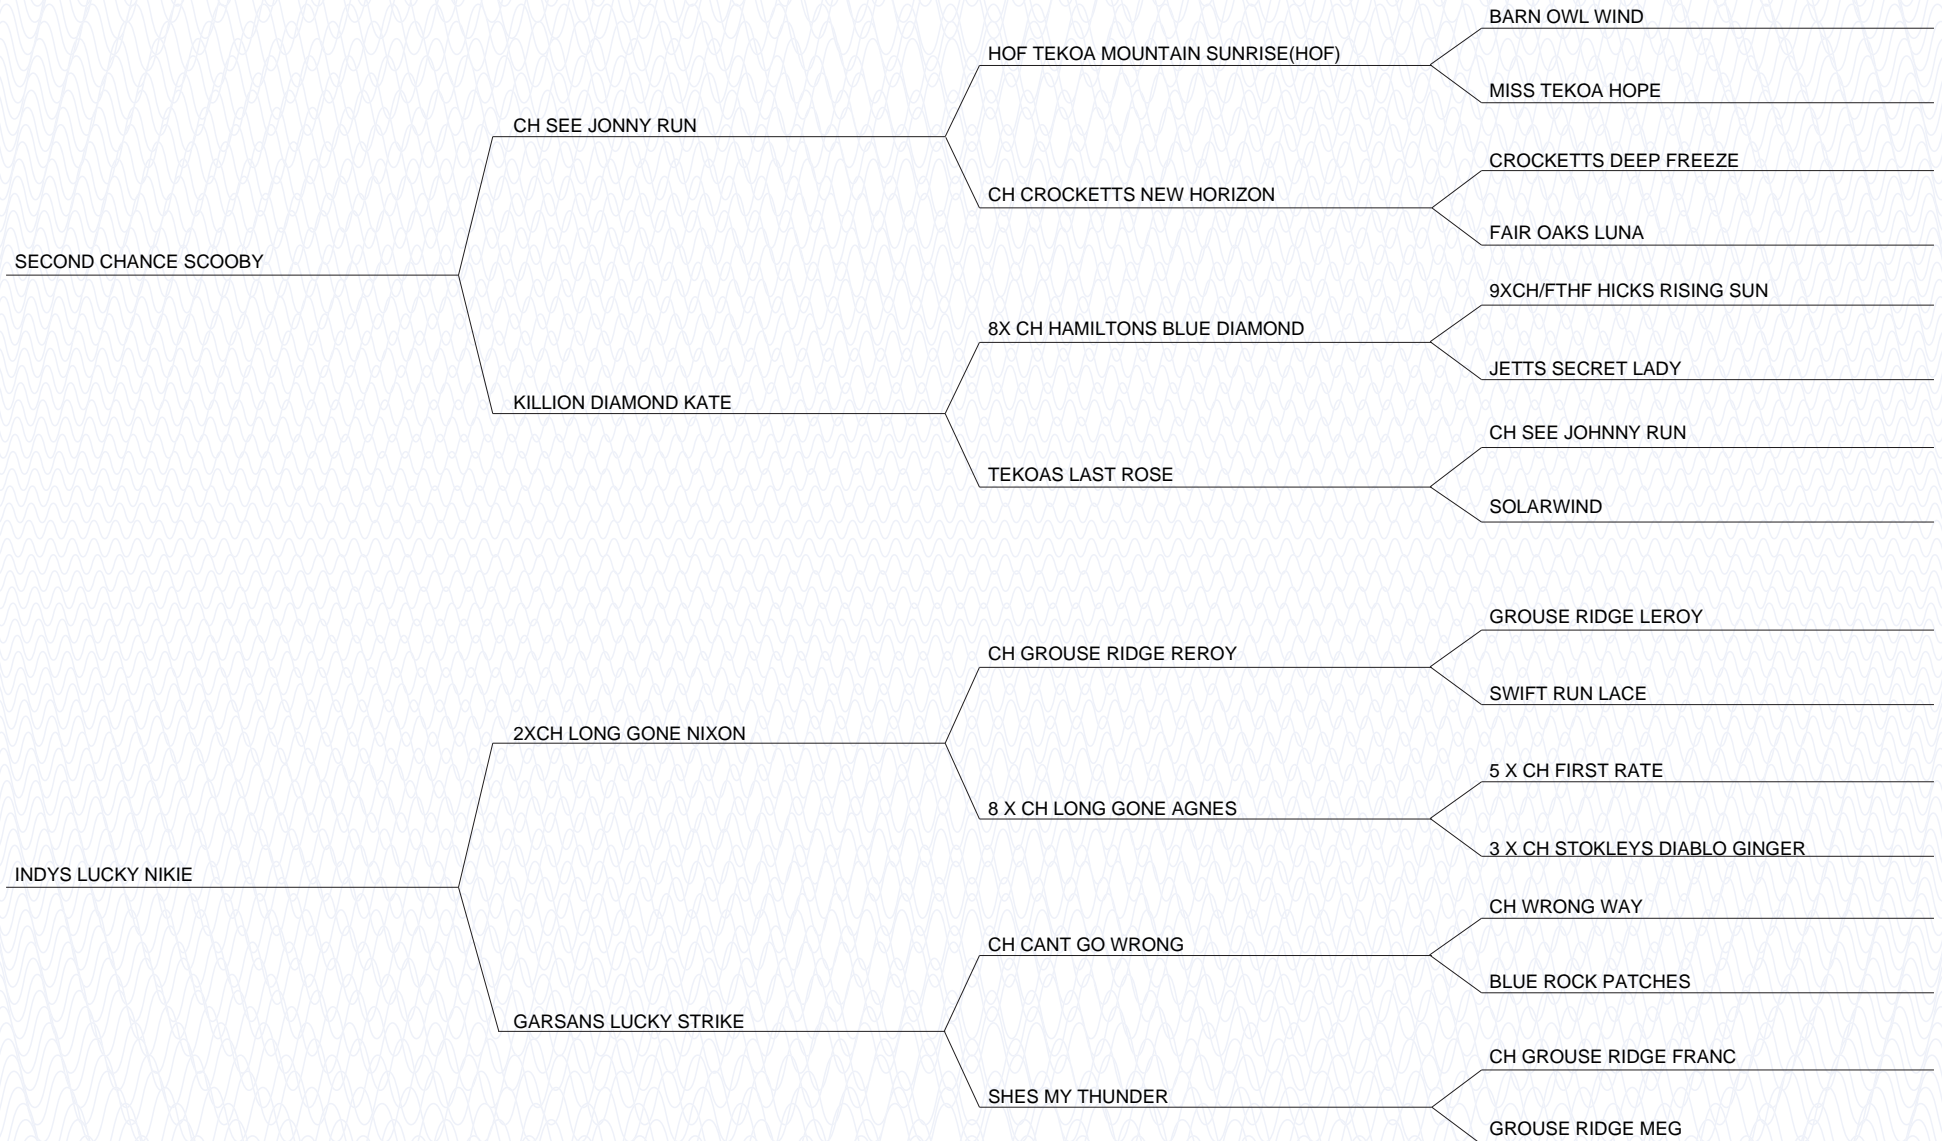 BARN OWL WIND
HOF TEKOA MOUNTAIN SUNRISE(HOF)
MISS TEKOA HOPE
CH SEE JONNY RUN
CROCKETTS DEEP FREEZE
CH CROCKETTS NEW HORIZON
FAIR OAKS LUNA
SECOND CHANCE SCOOBY
9XCH/FTHF HICKS RISING SUN
8X CH HAMILTONS BLUE DIAMOND
JETTS SECRET LADY
KILLION DIAMOND KATE
CH SEE JOHNNY RUN
TEKOAS LAST ROSE
SOLARWIND
GROUSE RIDGE LEROY
CH GROUSE RIDGE REROY
SWIFT RUN LACE
2XCH LONG GONE NIXON
5 X CH FIRST RATE
8 X CH LONG GONE AGNES
3 X CH STOKLEYS DIABLO GINGER
INDYS LUCKY NIKIE
CH WRONG WAY
CH CANT GO WRONG
BLUE ROCK PATCHES
GARSANS LUCKY STRIKE
CH GROUSE RIDGE FRANC
SHES MY THUNDER
GROUSE RIDGE MEG